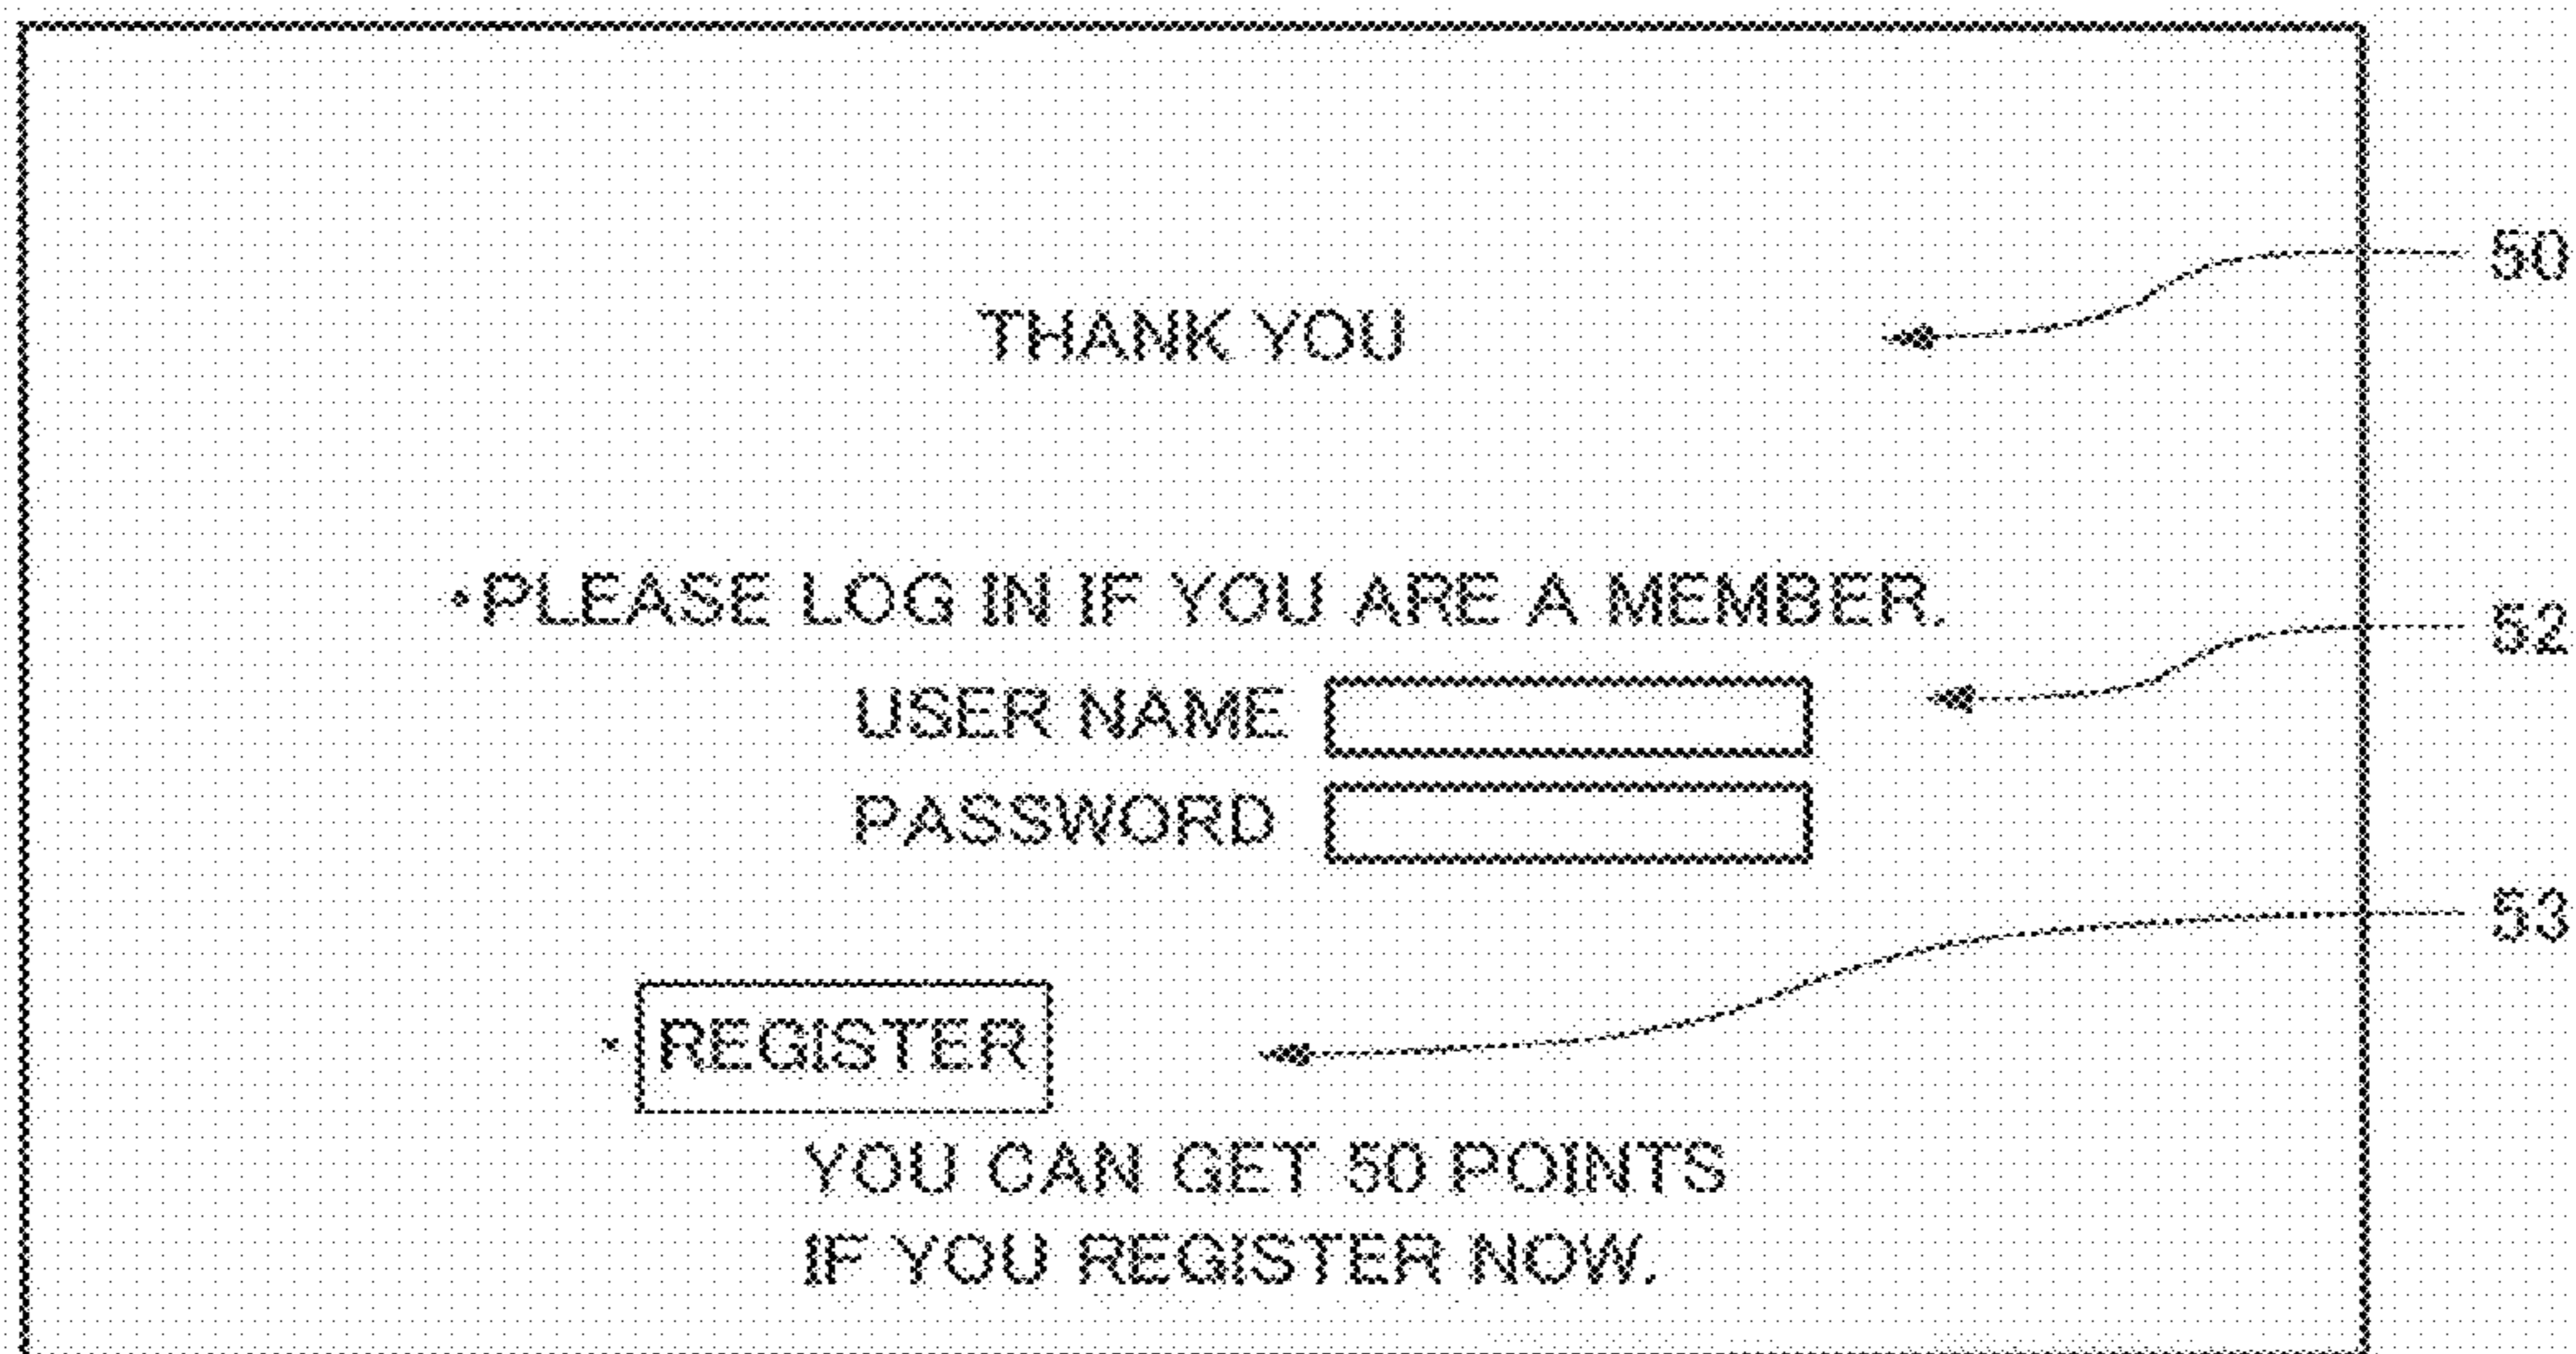 50
THANK YOU
•PLEASE LOG IN IF YOU ARE A MEMBER.
52
USER NAME
PASSWORD
53
• REGISTER
YOU CAN GET 50 POINTS
IF YOU REGISTER NOW.